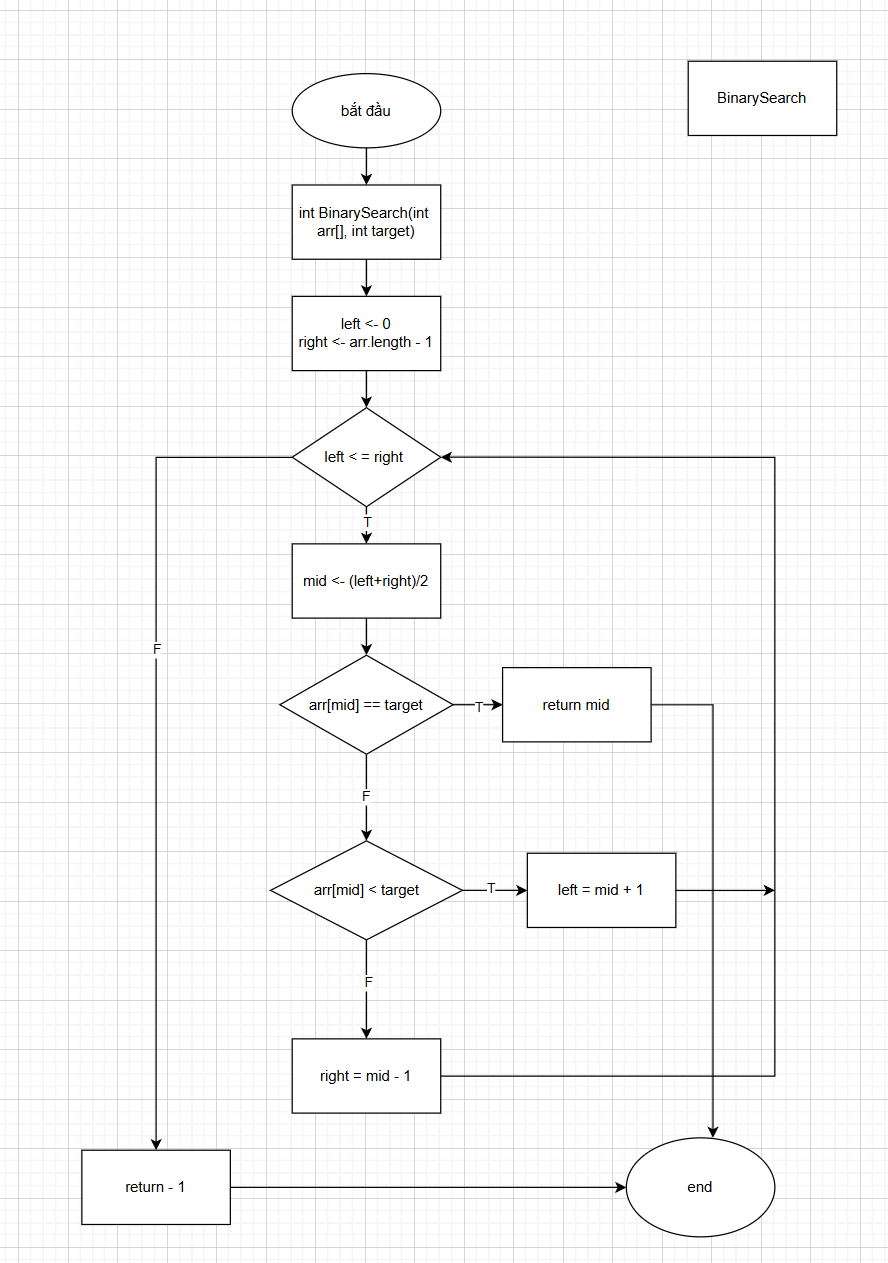 bắt đầu
BinarySearch
int BinarySearch(int
arr[], int target)
left <- 0
right <- arr.length - 1
left < = right
T
mid <- (left+right)/2
F
arr[mid] == target
T
return mid
F
arr[mid] < target
T
left = mid + 1
F
right = mid - 1
return - 1
end